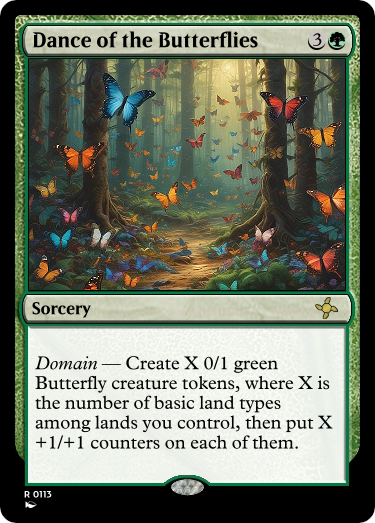 Dance of the Butterflies 3
Sorcery
Domain — Create X 0/1 green
Butterfly creature tokens, where X is
the number of basic land types
among lands you control, then put X
+1/+1 counters on each of them.
R 0113